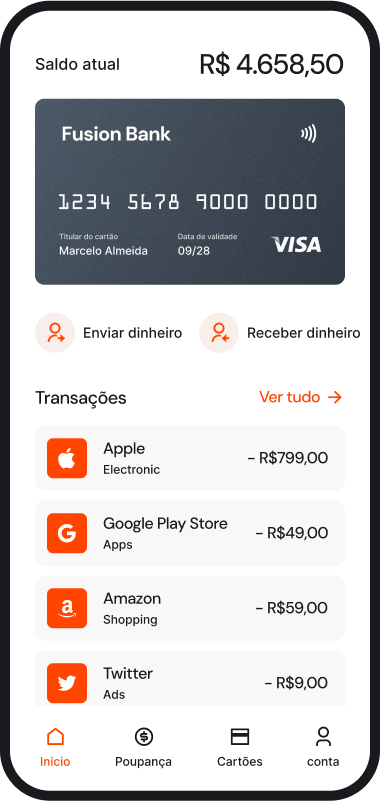 Saldo atual R$ 4.658,50
Fusion Bank
1234 5678 9000 0000
Titular do cartão Data de validade
Marcelo Almeida 09/28 VISA
Enviar dinheiro Receber dinheiro
Transações Ver tudo
Apple
Electronic
- R$799,00
Google Play Store
Apps
- R$49,00
Amazon
Shopping
- R$59,00
Twitter
Ads
- R$9,00
Inicio Poupança Cartões conta